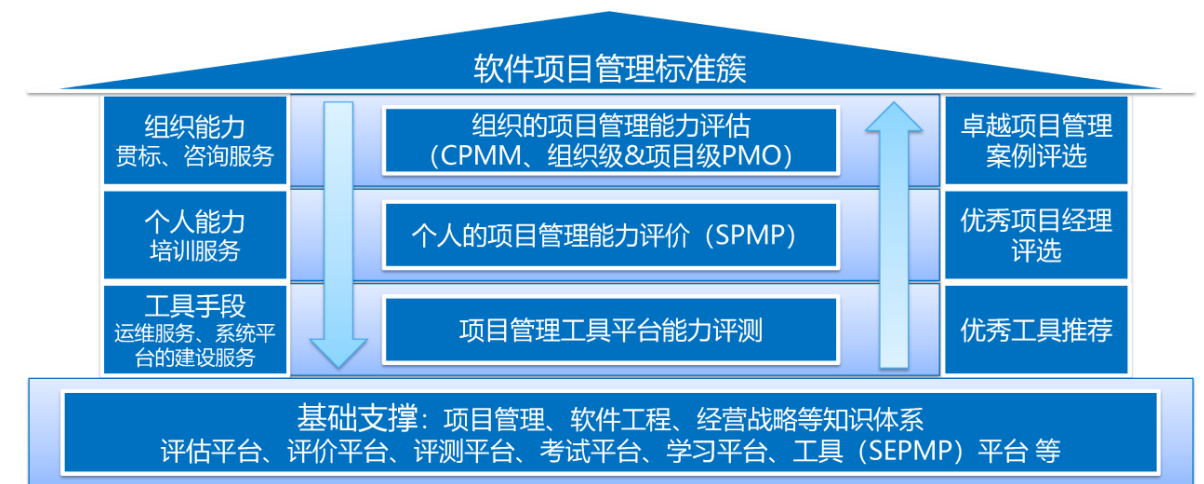 软件项目管理标准簇
组织能力
贯标、咨询服务
组织的项目管理能力评估
（CPMM、组织级&项目级PMO）
卓越项目管理
案例评选
个人能力
培训服务
个人的项目管理能力评价（SPMP）
优秀项目经理
评选
工具手段
运维服务、系统平
台的建设服务
项目管理工具平台能力评测
优秀工具推荐
基础支撑：项目管理、软件工程、经营战略等知识体系
评估平台、评价平台、评测平台、考试平台、学习平台、工具（SEPMP）平台 等